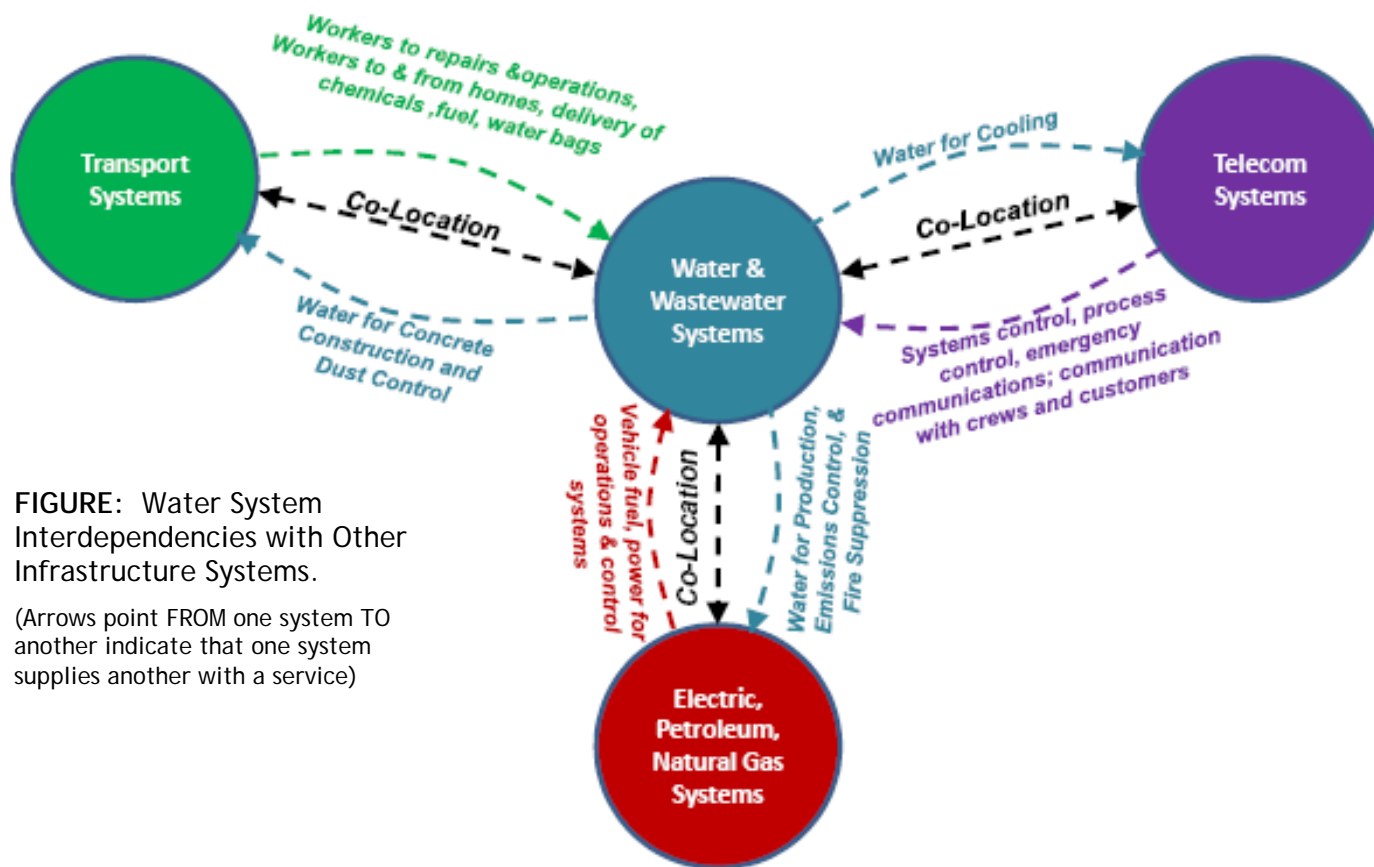 Workers to repairs &operations,
Workers to & from homes, delivery of
chemicals ,fuel, water bags
Transport
Systems
Co-Location
Water for Concrete
Construction and
Dust Control
Water for Cooling
Telecom
Systems
Co-Location
Water &
Wastewater
Systems
Systems control, process
control, emergency
communications; communication
with crews and customers
Vehicle fuel, power for
operations & control
systems
Co-Location
Water for Production,
Emissions Control, &
Fire Suppression
FIGURE: Water System
Interdependencies with Other
Infrastructure Systems.
(Arrows point FROM one system TO
another indicate that one system
supplies another with a service)
Electric,
Petroleum,
Natural Gas
Systems